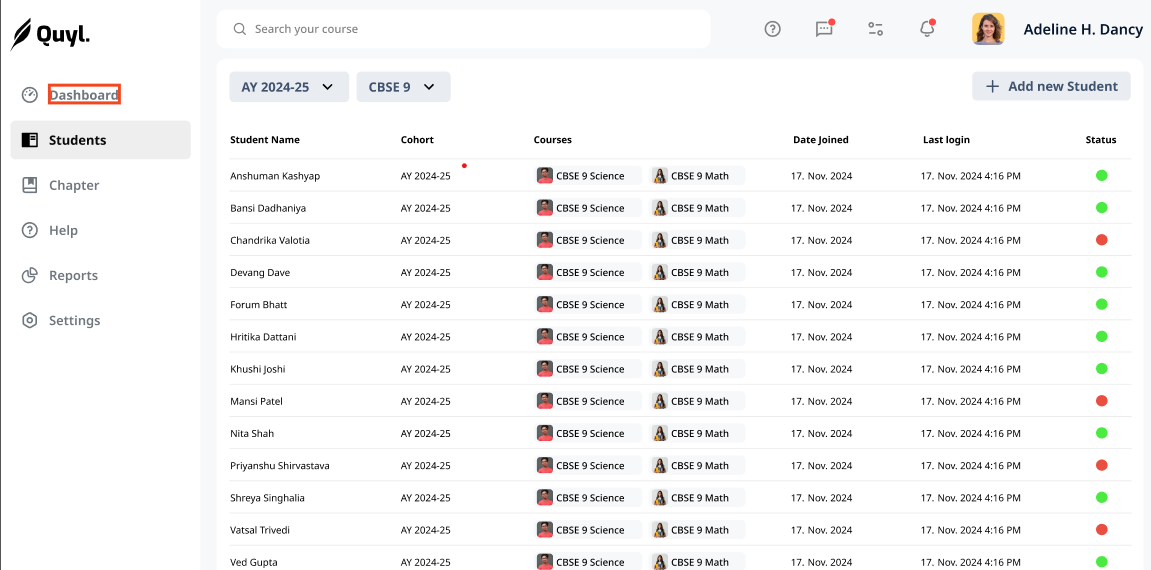 Quyl.
Search your course
Adeline H. Dancy
Dashboard
Students
Chapter
Help
Reports
Settings
AY 2024-25 CBSE 9 Add new Student
Student Name Cohort Courses Date Joined Last login Status
Anshuman Kashyap AY 2024-25 CBSE 9 Science CBSE 9 Math 17. Nov. 2024 17. Nov. 2024 4:16 PM
Bansi Dadhaniya AY 2024-25 CBSE 9 Science CBSE 9 Math 17. Nov. 2024 17. Nov. 2024 4:16 PM
Chandrika Valotia AY 2024-25 CBSE 9 Science CBSE 9 Math 17. Nov. 2024 17. Nov. 2024 4:16 PM
Devang Dave AY 2024-25 CBSE 9 Science CBSE 9 Math 17. Nov. 2024 17. Nov. 2024 4:16 PM
Forum Bhatt AY 2024-25 CBSE 9 Science CBSE 9 Math 17. Nov. 2024 17. Nov. 2024 4:16 PM
Hritika Dattani AY 2024-25 CBSE 9 Science CBSE 9 Math 17. Nov. 2024 17. Nov. 2024 4:16 PM
Khushi Joshi AY 2024-25 CBSE 9 Science CBSE 9 Math 17. Nov. 2024 17. Nov. 2024 4:16 PM
Mansi Patel AY 2024-25 CBSE 9 Science CBSE 9 Math 17. Nov. 2024 17. Nov. 2024 4:16 PM
Nita Shah AY 2024-25 CBSE 9 Science CBSE 9 Math 17. Nov. 2024 17. Nov. 2024 4:16 PM
Priyanshu Shirvastava AY 2024-25 CBSE 9 Science CBSE 9 Math 17. Nov. 2024 17. Nov. 2024 4:16 PM
Shreya Singhalia AY 2024-25 CBSE 9 Science CBSE 9 Math 17. Nov. 2024 17. Nov. 2024 4:16 PM
Vatsal Trivedi AY 2024-25 CBSE 9 Science CBSE 9 Math 17. Nov. 2024 17. Nov. 2024 4:16 PM
Ved Gupta AY 2024-25 CBSE 9 Science CBSE 9 Math 17. Nov. 2024 17. Nov. 2024 4:16 PM